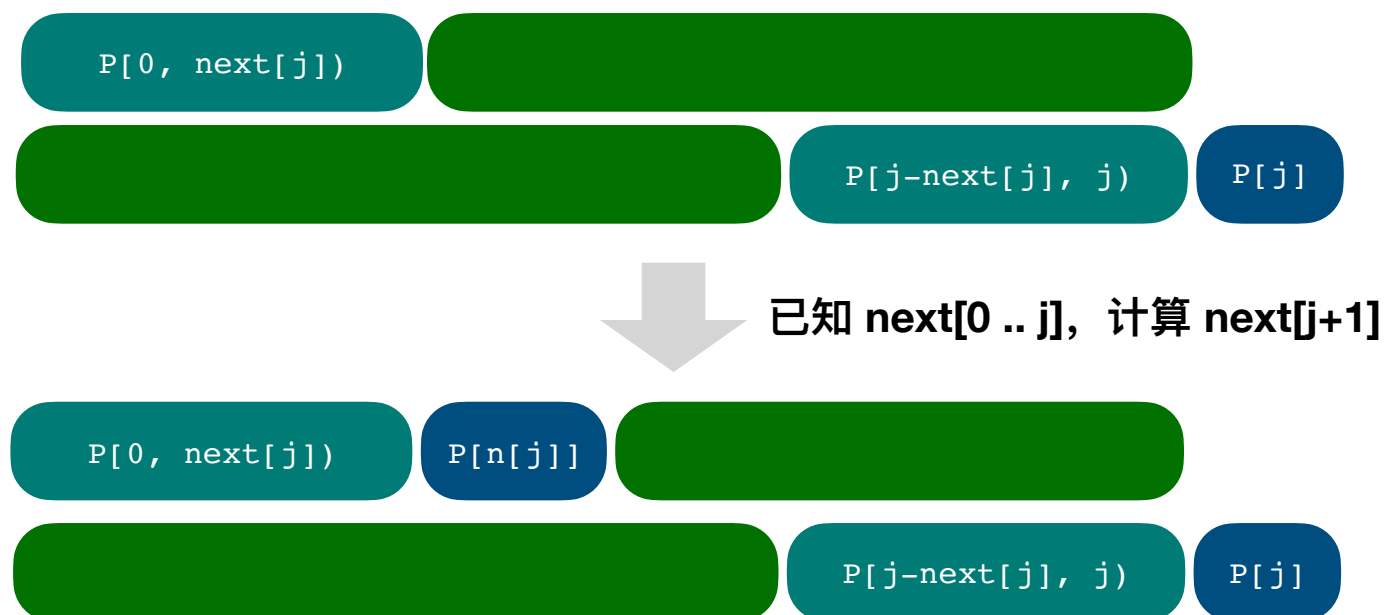 P[0, next[j])
P[j-next[j], j) P[j]
已知 next[0 .. j]，计算 next[j+1]
P[0, next[j]) P[n[j]]
P[j-next[j], j) P[j]